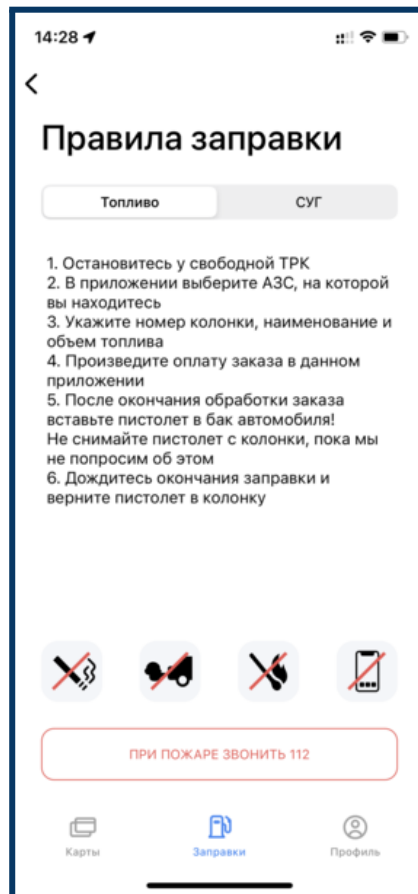 14:28
Правила заправки
Топливо
СУГ
1. Остановитесь у свободной ТРК
2. В приложении выберите АЗС, на которой
вы находитесь
3. Укажите номер колонки, наименование и
объем топлива
4. Произведите оплату заказа в данном
приложении
5. После окончания обработки заказа
вставьте пистолет в бак автомобиля!
Не снимайте пистолет с колонки, пока мы
не попросим об этом
6. Дождитесь окончания заправки и
верните пистолет в колонку
ПРИ ПОЖАРЕ ЗВОНИТЬ 112
Карты
Заправки
Профиль